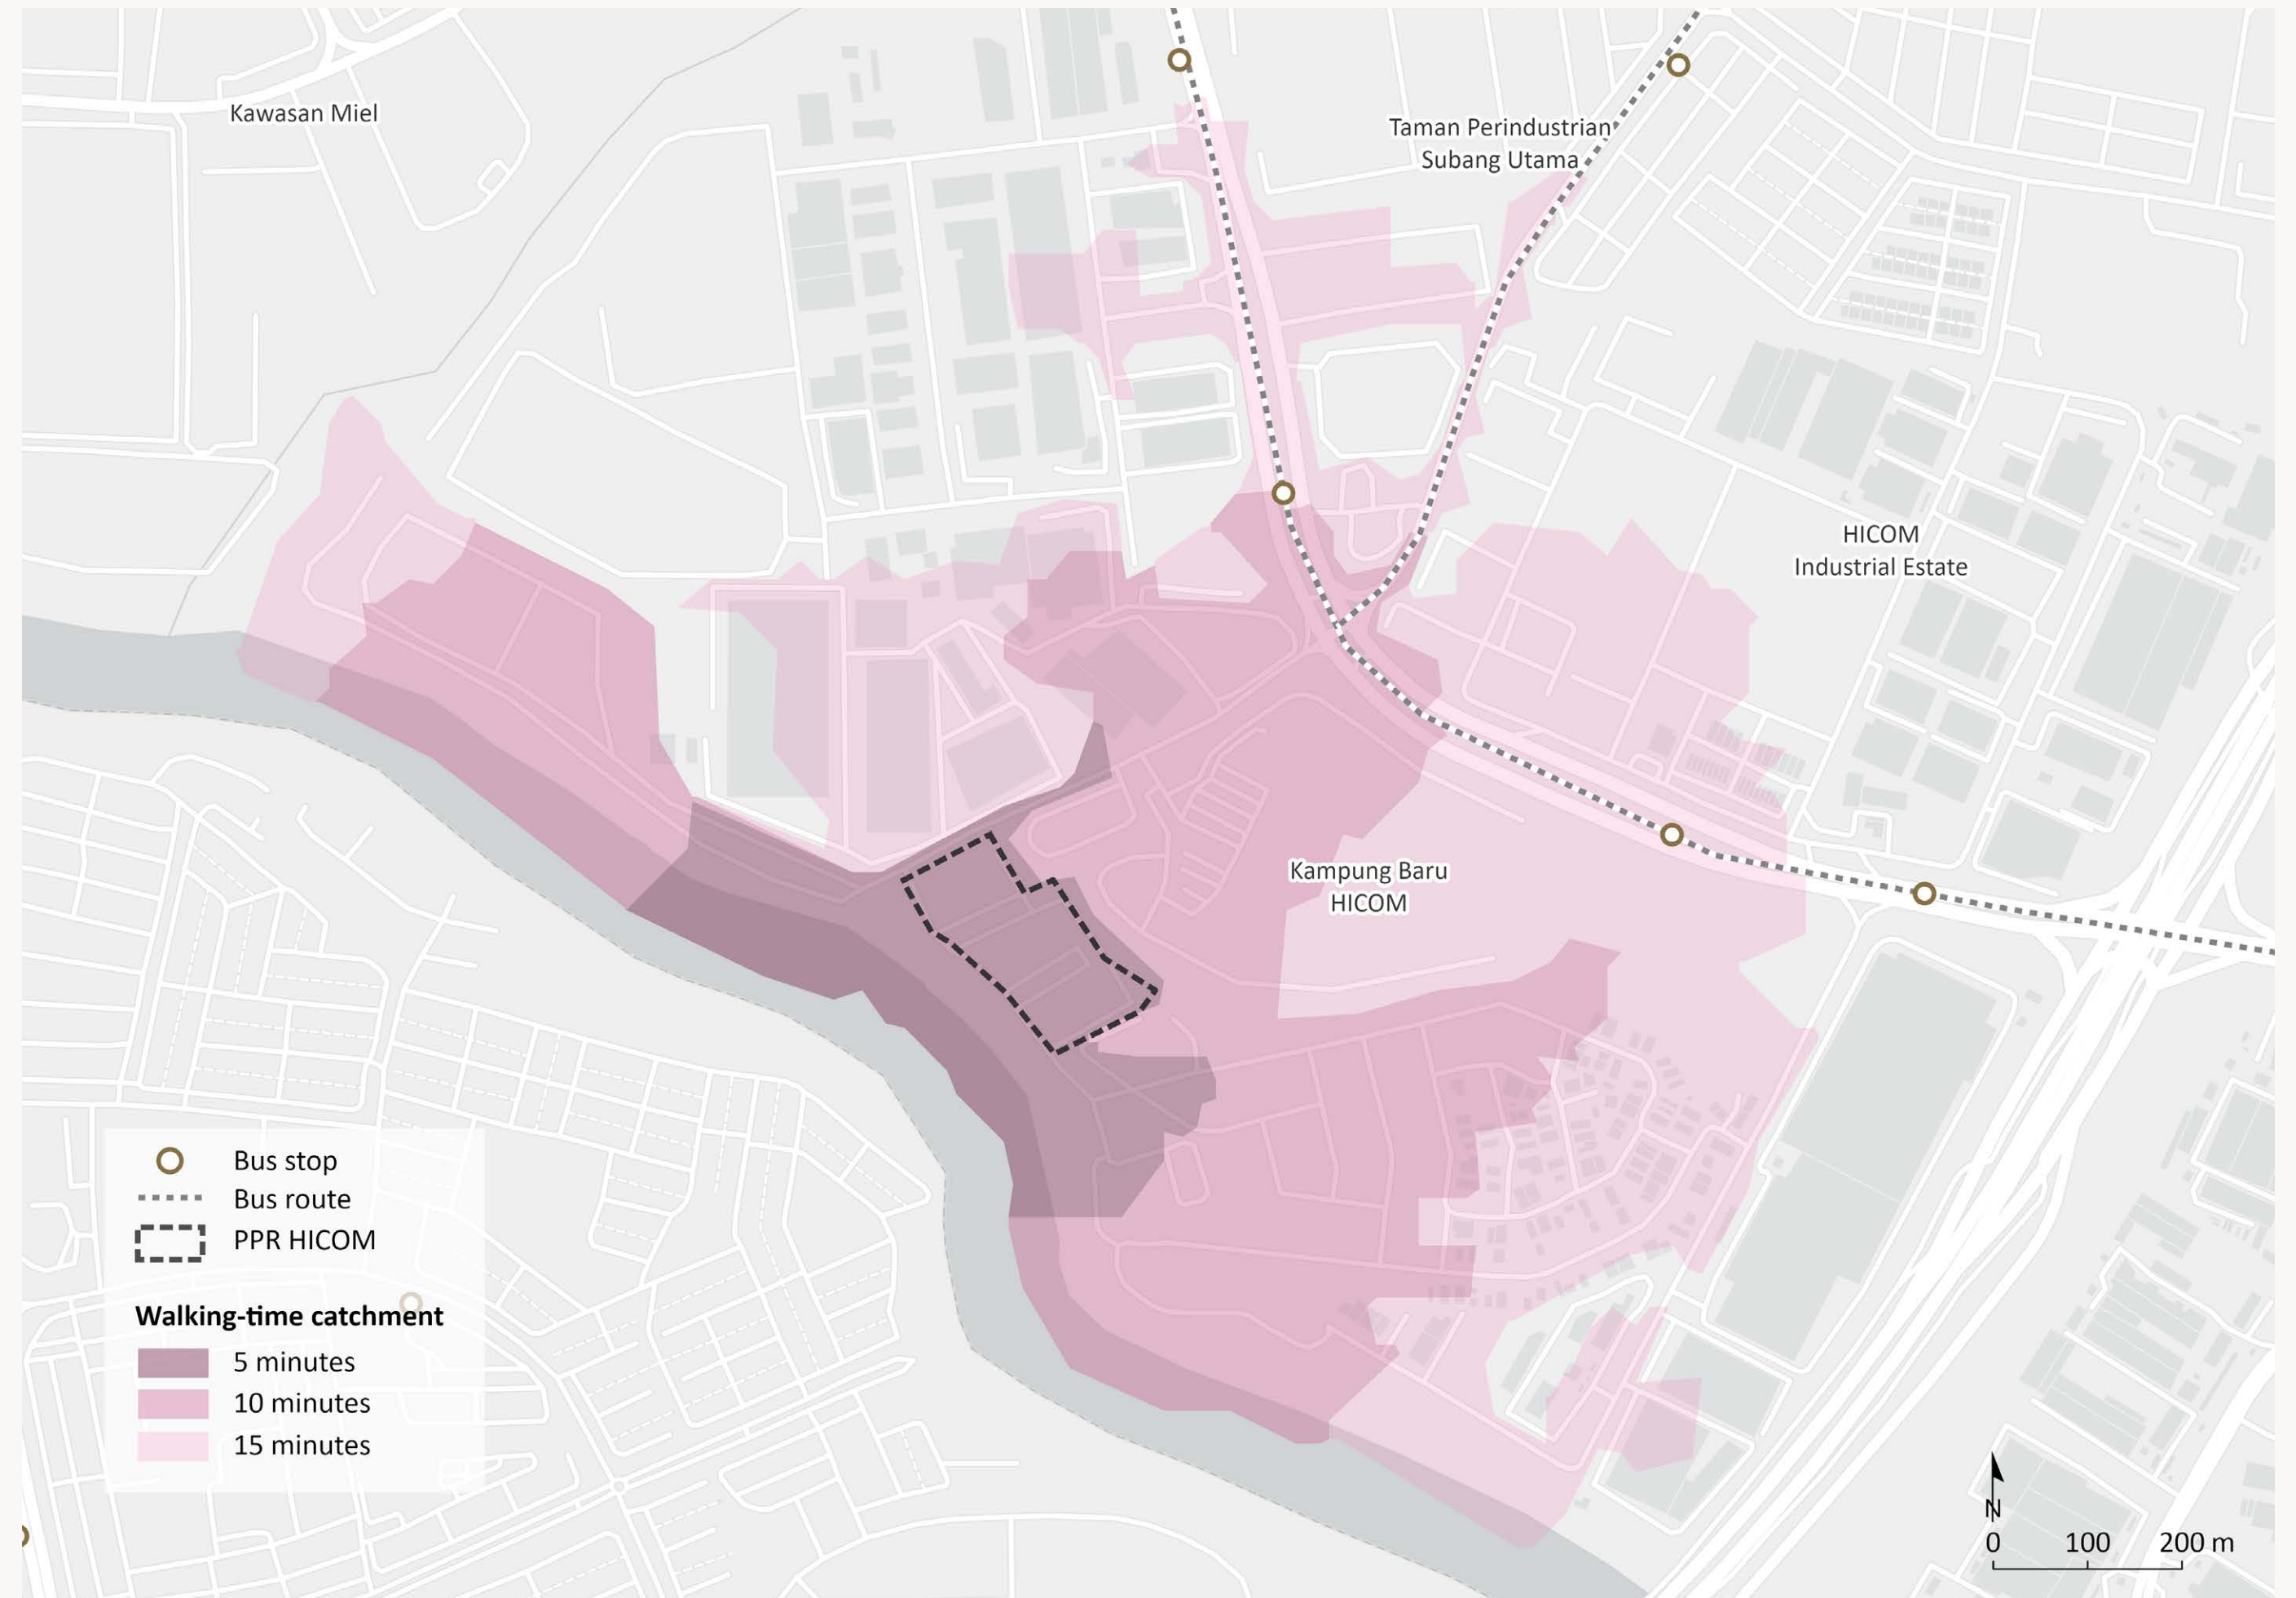 Kawasan Miel
Taman Perindustrian
Subang Utama
HICOM
Industrial Estate
Kampung Baru
HICOM
Bus stop
Bus route
PPR HICOM
Walking-time catchment
5 minutes
10 minutes
15 minutes
N
0 100 200 m